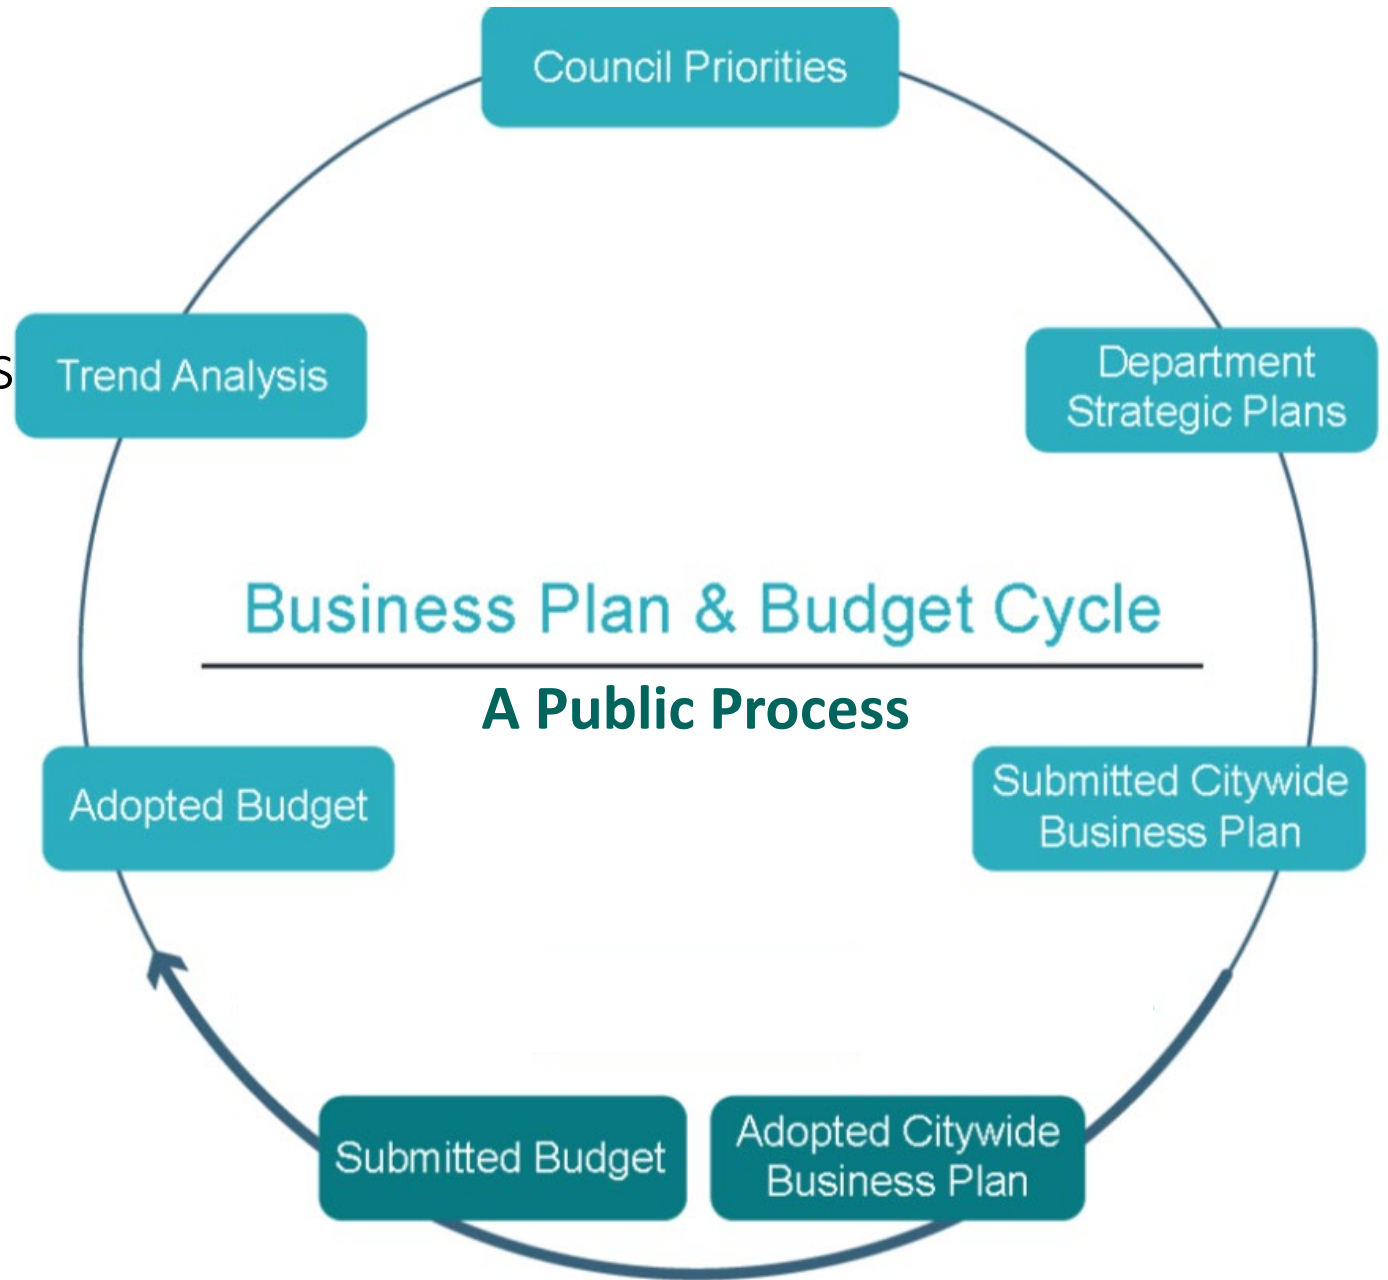 Council Priorities
S
Trend Analysis
Department
Strategic Plans
Business Plan & Budget Cycle
A Public Process
Adopted Budget
Submitted Citywide
Business Plan
Submitted Budget
Adopted Citywide
Business Plan